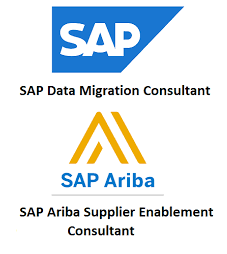 SAP
SAP Data Migration Consultant
SAP Ariba
SAP Ariba Supplier Enablement
Consultant